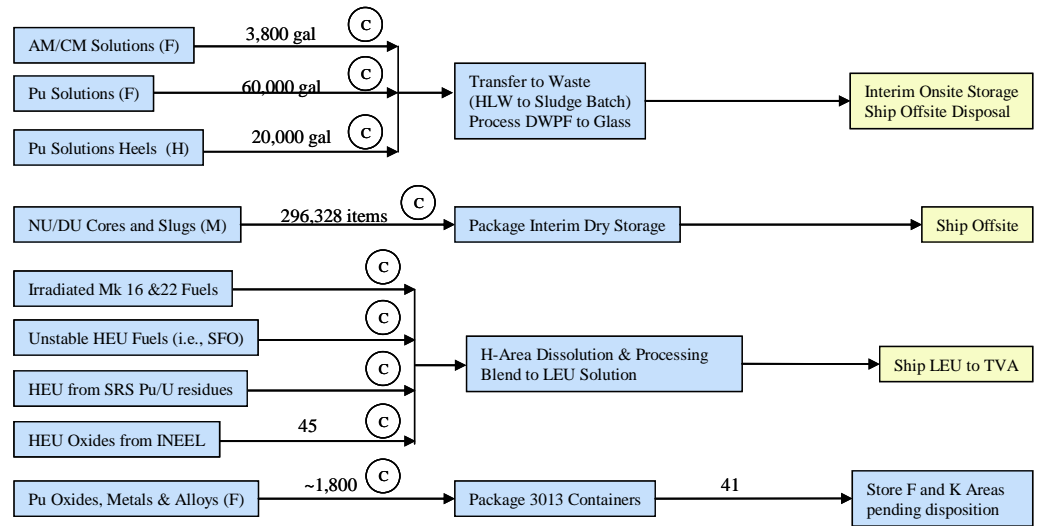 AM/CM Solutions (F)
3,800 gal
C
Pu Solutions (F)
60,000 gal
C
Pu Solutions Heels (H)
20,000 gal
C
Transfer to Waste
(HLW to Sludge Batch)
Process DWPF to Glass
Interim Onsite Storage
Ship Offsite Disposal
NU/DU Cores and Slugs (M)
296,328 items
C
Package Interim Dry Storage
Ship Offsite
Irradiated Mk 16 &22 Fuels
C
Unstable HEU Fuels (i.e., SFO)
C
HEU from SRS Pu/U residues
C
HEU Oxides from INEEL
45
C
H-Area Dissolution & Processing
Blend to LEU Solution
Ship LEU to TVA
Pu Oxides, Metals & Alloys (F)
~1,800
C
Package 3013 Containers
41
Store F and K Areas
pending disposition